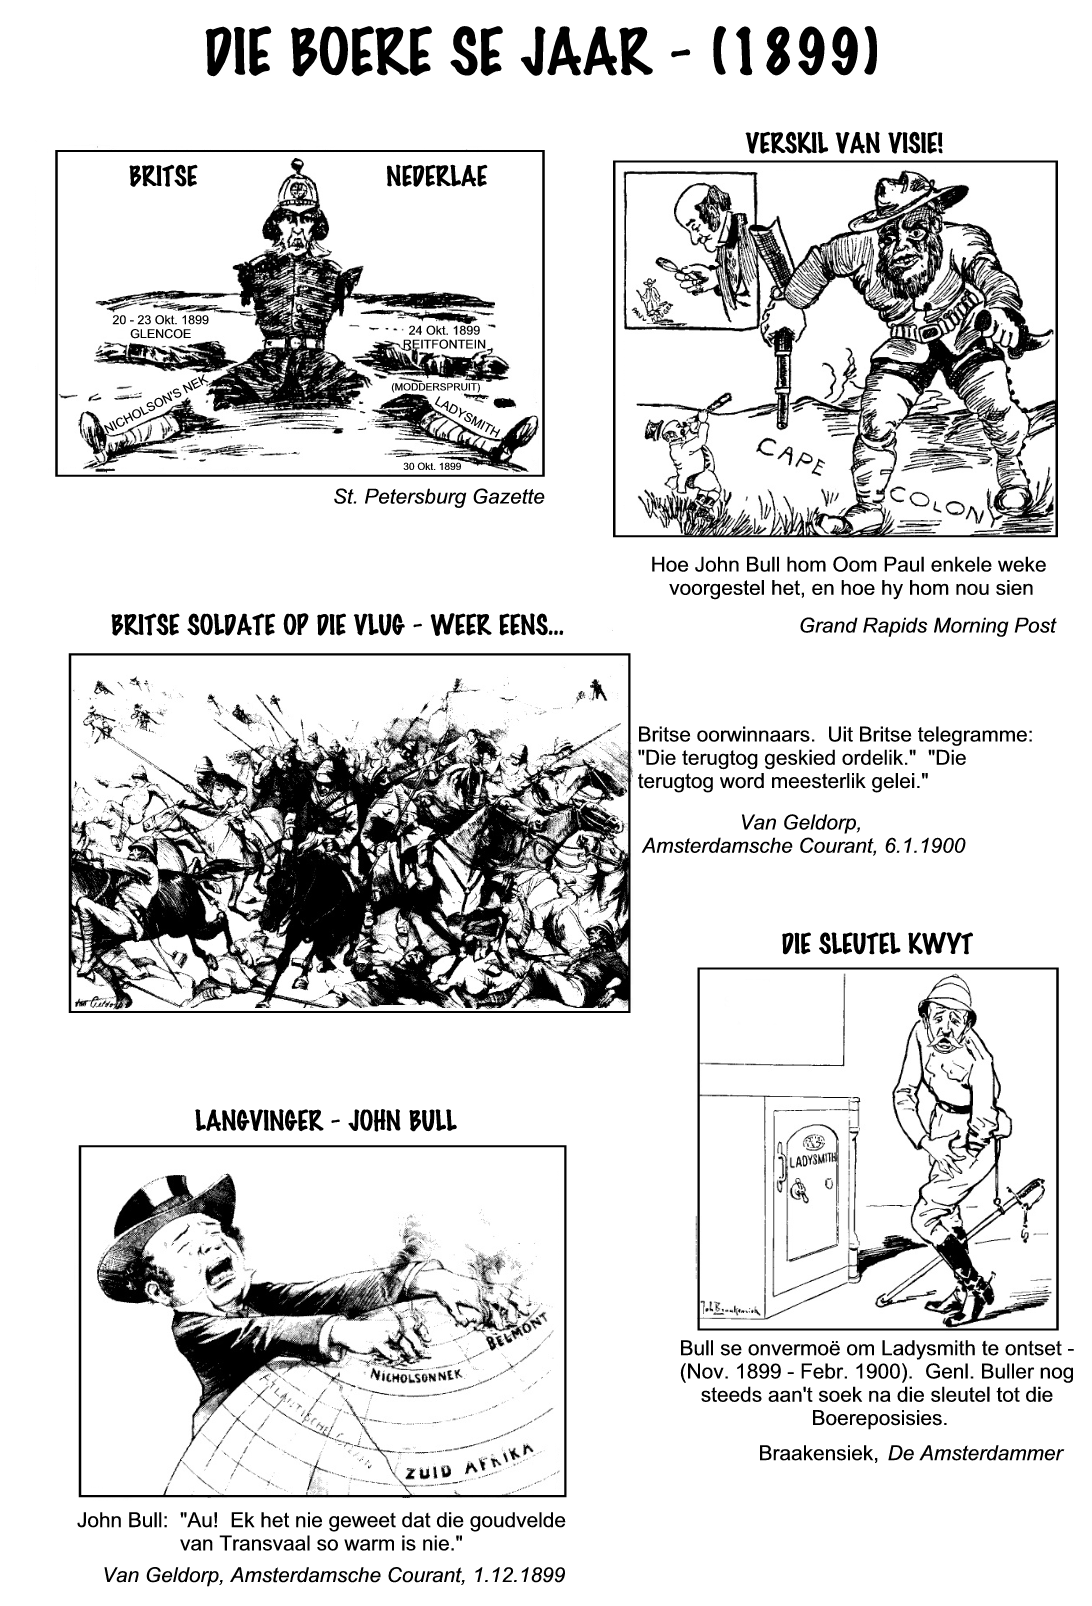 DIE BOERE SE JAAR - (1899)
BRITSE NEDERLAE
20 - 23 Okt. 1899
GLENCOE
24 Okt. 1899
REITFONTEIN
(MODDERSPRUIT)
NICHOLSON'S NEK
LADYSMITH
30 Okt. 1899
St. Petersburg Gazette
VERSKIL VAN VISIE!
CAPE
COLONY
Hoe John Bull hom Oom Paul enkele weke
voorgestel het, en hoe hy hom nou sien
Grand Rapids Morning Post
BRITSE SOLDATE OP DIE VLUG - WEER EENS...
Britse oorwinnaars. Uit Britse telegramme:
"Die terugtog geskied ordelik." "Die
terugtog word meesterlik gelei."
Van Geldorp,
Amsterdamsche Courant, 6.1.1900
DIE SLEUTEL KWYT
LADYSMITH
Joh Braakensiek
Bull se onvermoë om Ladysmith te ontset -
(Nov. 1899 - Febr. 1900). Genl. Buller nog
steeds aan't soek na die sleutel tot die
Boereposisies.
Braakensiek, De Amsterdammer
LANGVINGER - JOHN BULL
BELMONT
NICHOLSONNEK
ZUID AFRIKA
John Bull: "Au! Ek het nie geweet dat die goudvelde
van Transvaal so warm is nie."
Van Geldorp, Amsterdamsche Courant, 1.12.1899